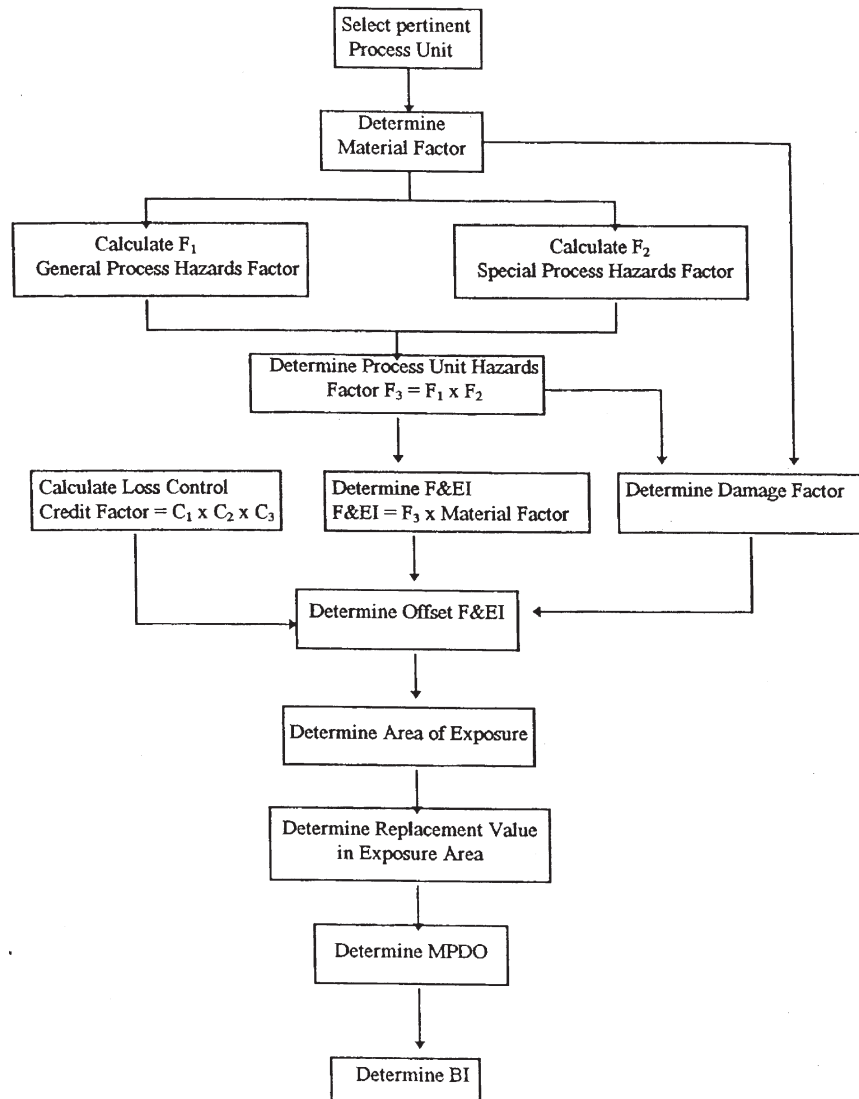 Select pertinent
Process Unit
Determine
Material Factor
Calculate F₁
General Process Hazards Factor
Calculate F₂
Special Process Hazards Factor
Determine Process Unit Hazards
Factor F₃ = F₁ x F₂
Calculate Loss Control
Credit Factor = C₁ x C₂ x C₃
Determine F&EI
F&EI = F₃ x Material Factor
Determine Damage Factor
Determine Offset F&EI
Determine Area of Exposure
Determine Replacement Value
in Exposure Area
Determine MPDO
Determine BI